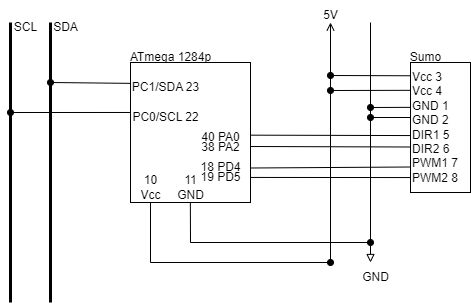 5V
SCL SDA
ATmega 1284p
Sumo
PC1/SDA 23
PC0/SCL 22
40 PA0
38 PA2
18 PD4
19 PD5
10 11
Vcc GND
Vcc 3
Vcc 4
GND 1
GND 2
DIR1 5
DIR2 6
PWM1 7
PWM2 8
GND